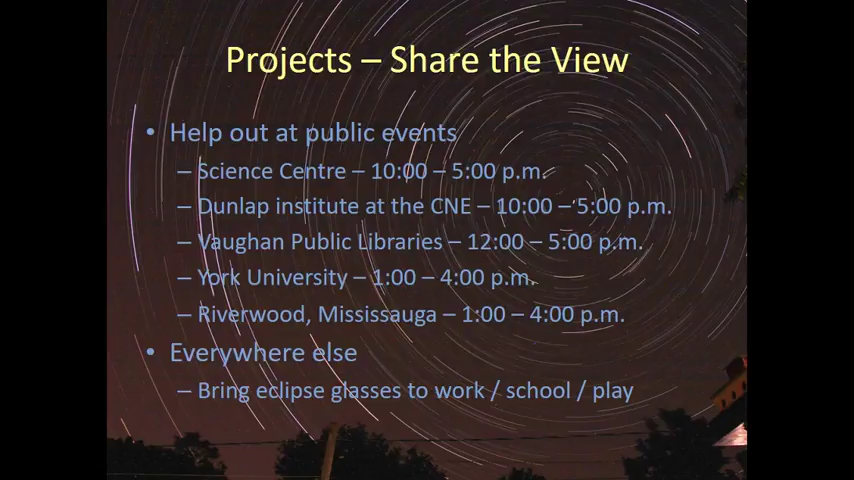 Projects – Share the View
• Help out at public events
– Science Centre – 10:00 – 5:00 p.m.
– Dunlap institute at the CNE – 10:00 – 5:00 p.m.
– Vaughan Public Libraries – 12:00 – 5:00 p.m.
– York University – 1:00 – 4:00 p.m.
– Riverwood, Mississauga – 1:00 – 4:00 p.m.
• Everywhere else
– Bring eclipse glasses to work / school / play